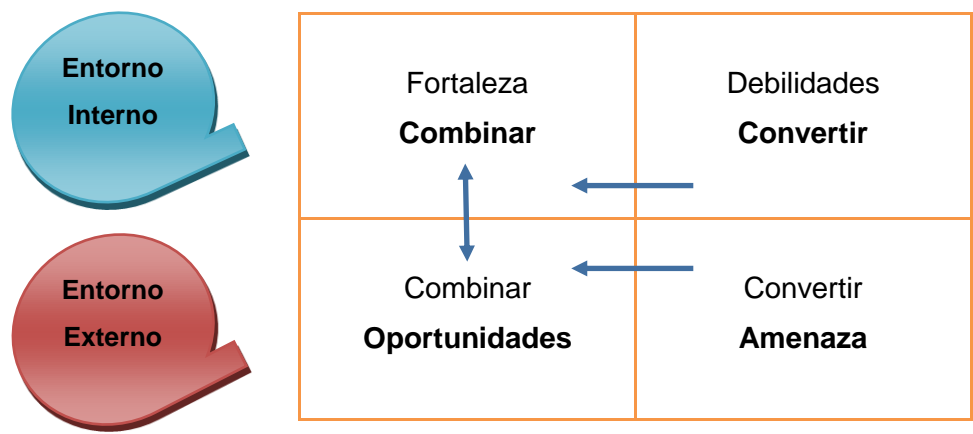 Entorno
Interno
Fortaleza
Combinar
Debilidades
Convertir
Entorno
Externo
Combinar
Oportunidades
Convertir
Amenaza